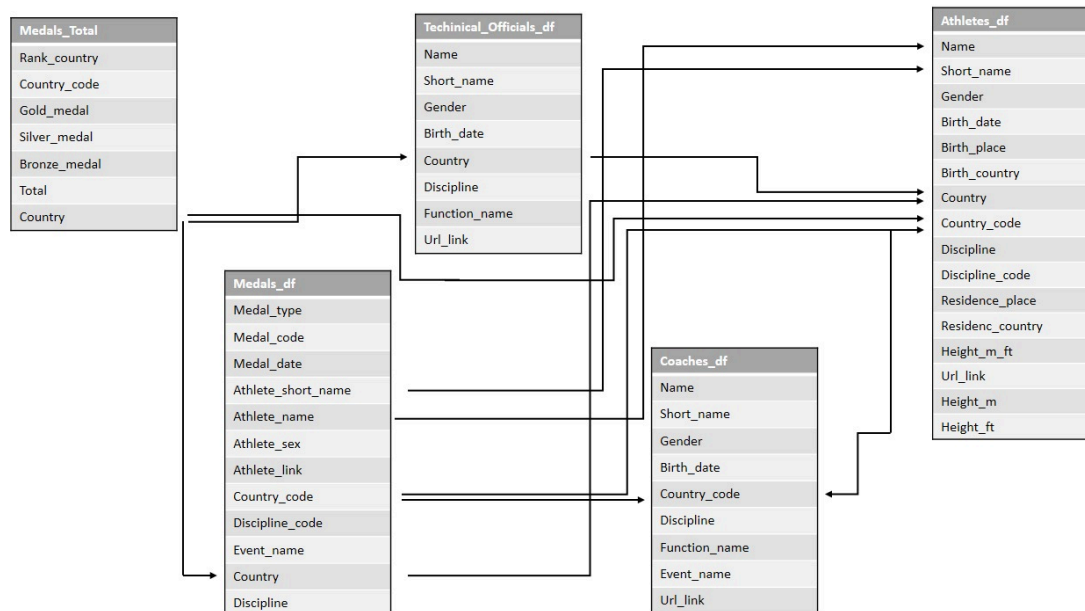 Medals_Total
Rank_country
Country_code
Gold_medal
Silver_medal
Bronze_medal
Total
Country
Techinical_Officials_df
Name
Short_name
Gender
Birth_date
Country
Discipline
Function_name
Url_link
Athletes_df
Name
Short_name
Gender
Birth_date
Birth_place
Birth_country
Country
Country_code
Discipline
Discipline_code
Residence_place
Residenc_country
Height_m_ft
Url_link
Height_m
Height_ft
Medals_df
Medal_type
Medal_code
Medal_date
Athlete_short_name
Athlete_name
Athlete_sex
Athlete_link
Country_code
Discipline_code
Event_name
Country
Discipline
Coaches_df
Name
Short_name
Gender
Birth_date
Country_code
Discipline
Function_name
Event_name
Url_link